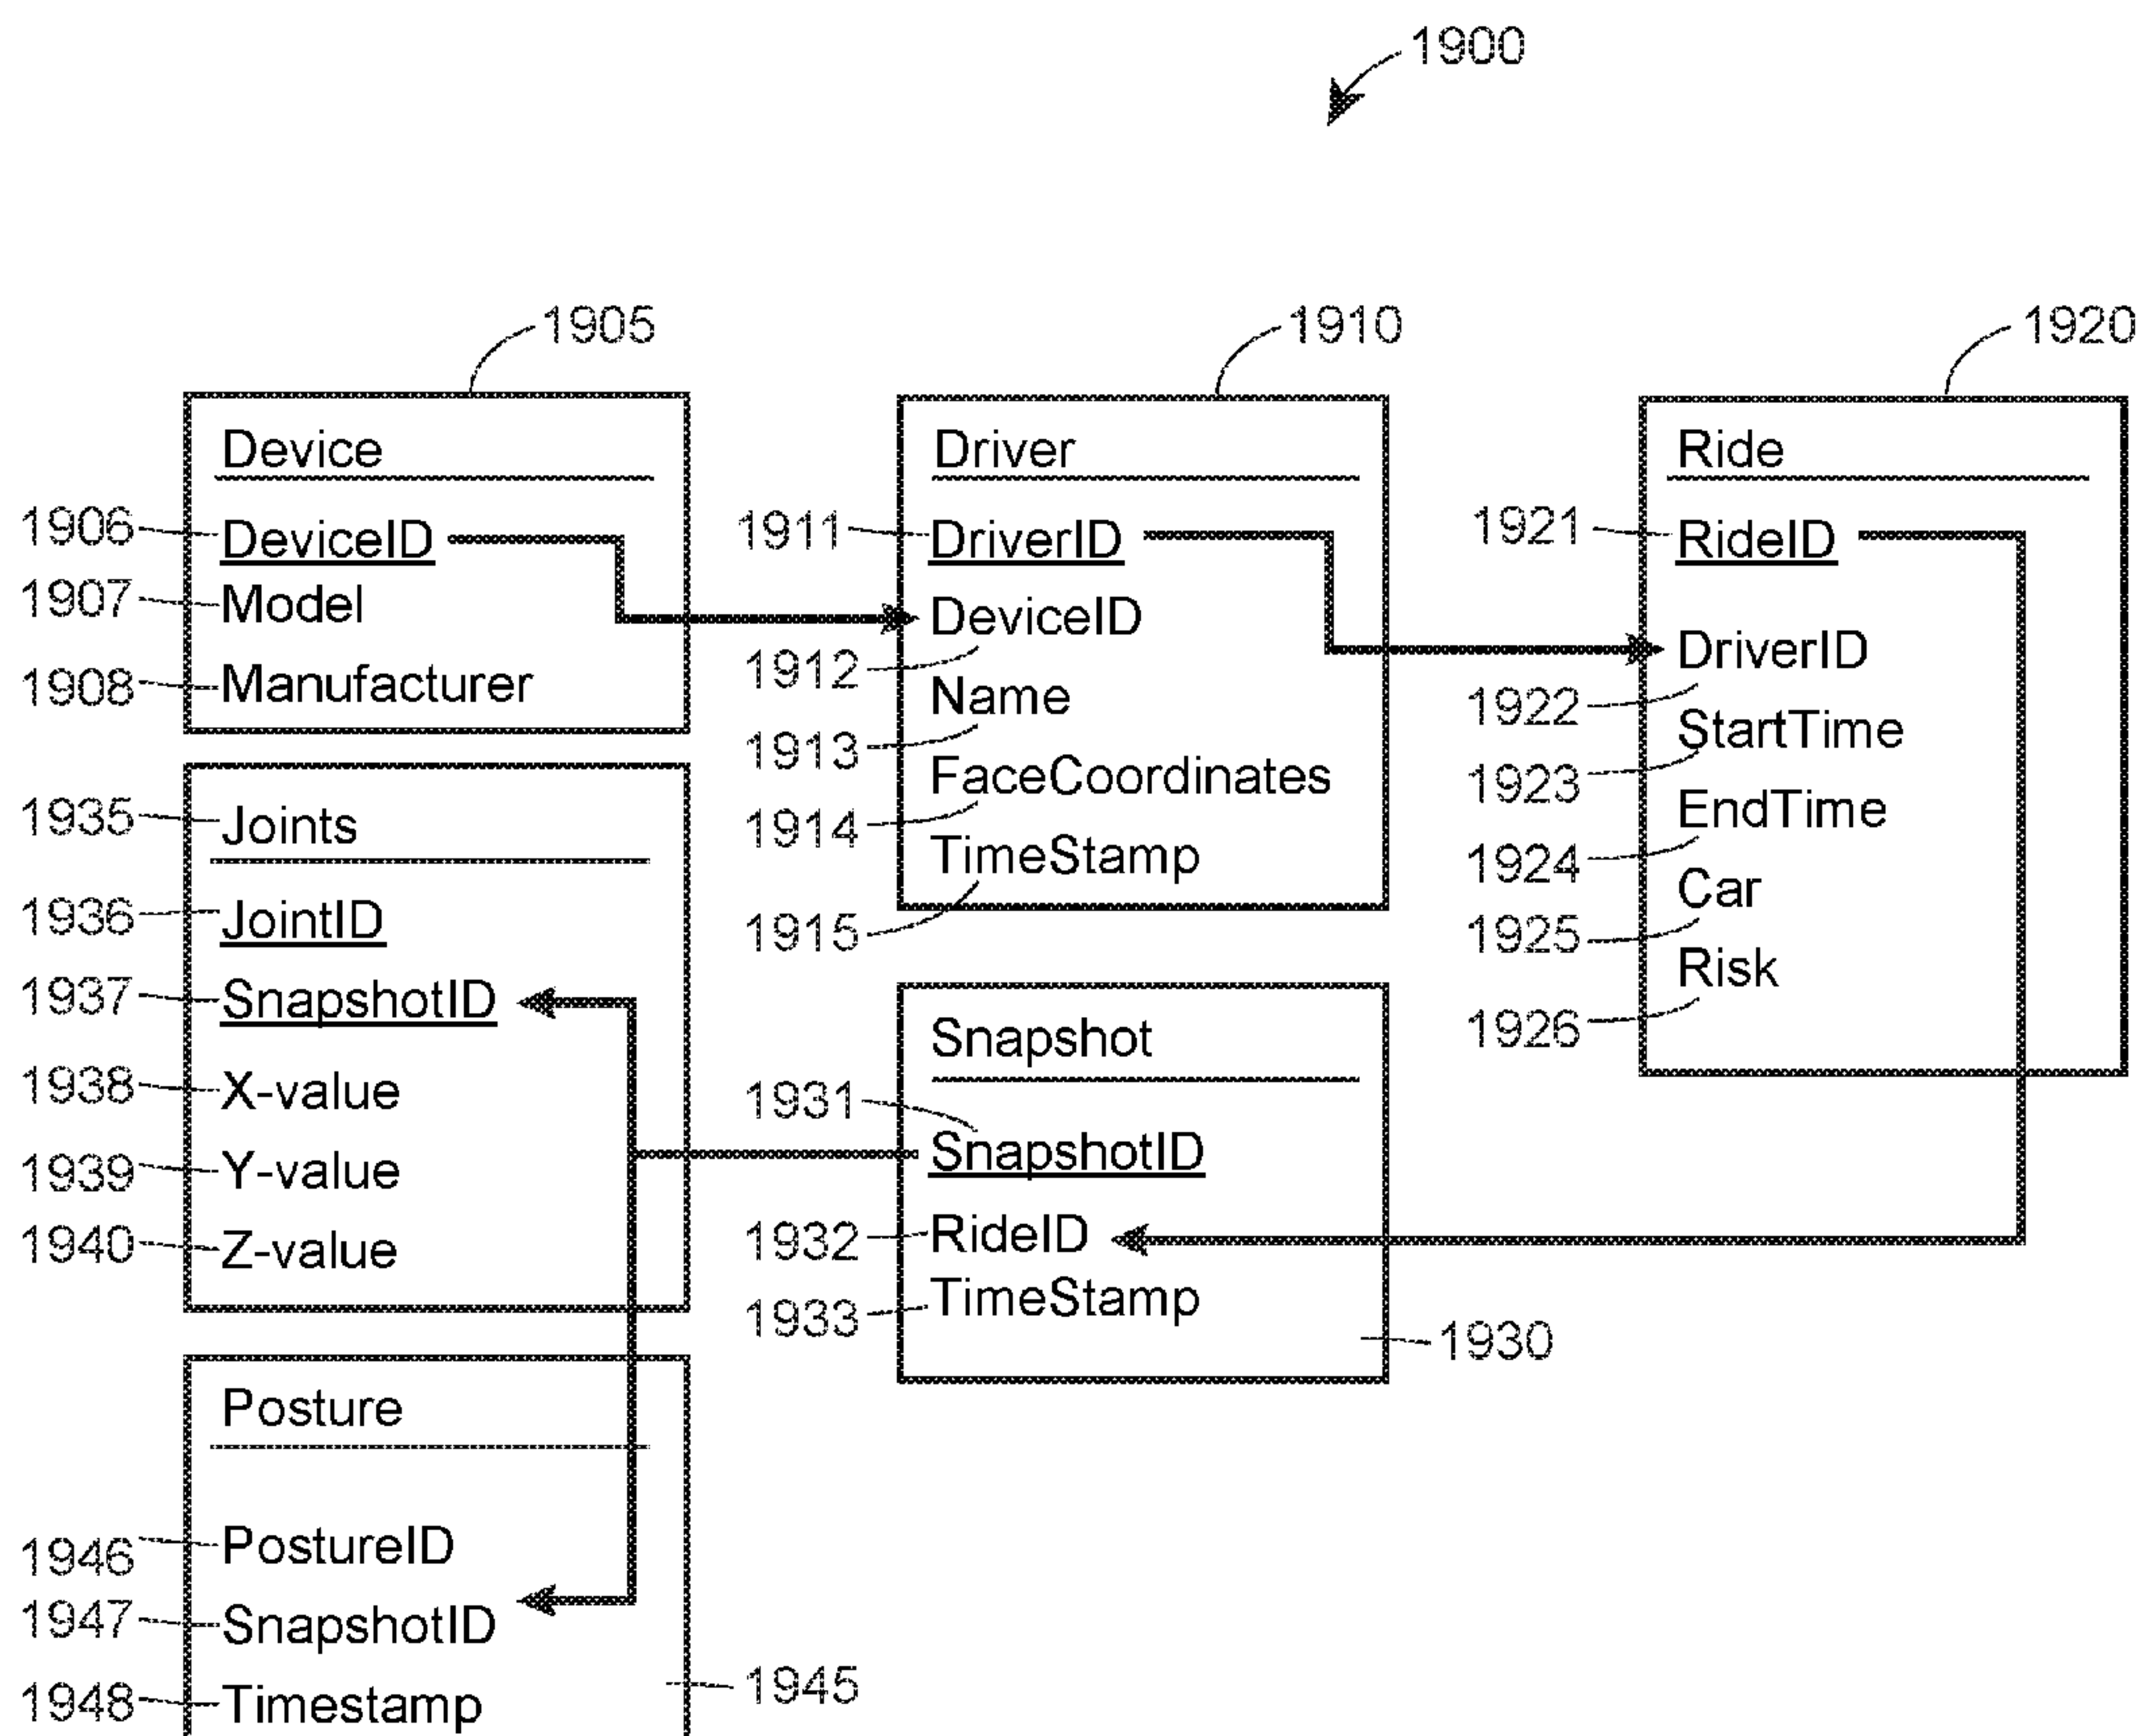 1900
1905
Device
1906 DeviceID
1907 Model
1908 Manufacturer
1910
Driver
1911 DriverID
DeviceID
1912
Name
1913
FaceCoordinates
1914
TimeStamp
1915
1920
Ride
1921 RideID
DriverID
1922
StartTime
1923
EndTime
1924
Car
1925
Risk
1926
1935 Joints
1936 JointID
1937 SnapshotID
1938 X-value
1939 Y-value
1940 Z-value
Snapshot
1931
SnapshotID
1932 RideID
1933 TimeStamp
1930
Posture
1946 PostureID
1947 SnapshotID
1948 Timestamp
1945